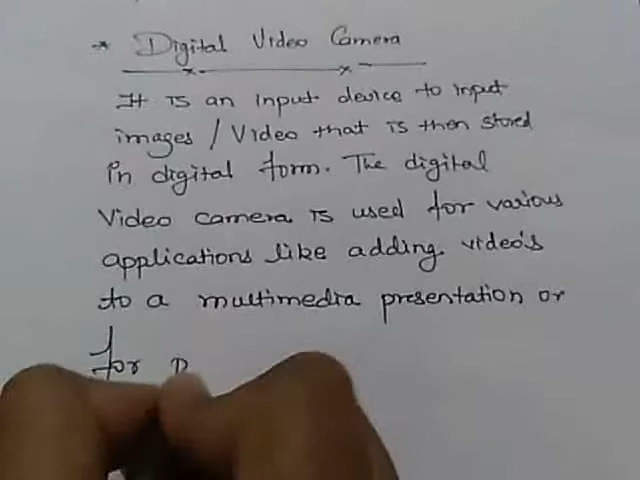 * Digital Video Camera
It is an input device to input
images / Video that is then stored
in digital form. The digital
Video camera is used for various
applications like adding video's
to a multimedia presentation or
for